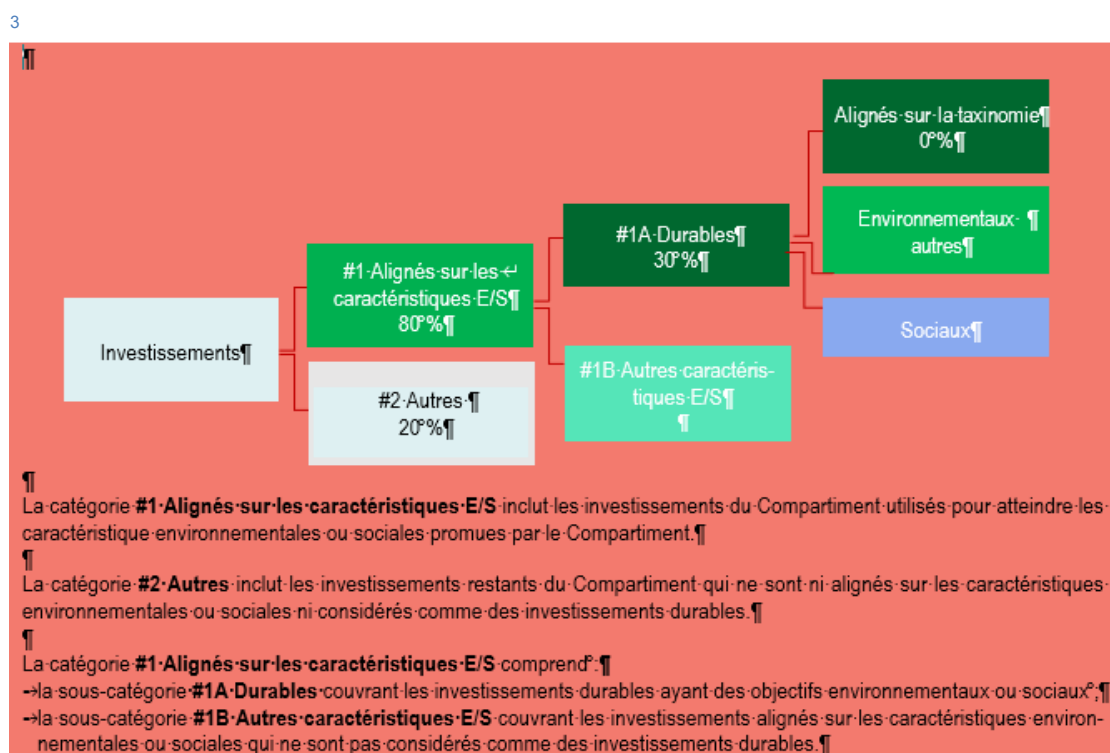 3
¶
Alignés·sur·la·taxinomie¶
0°%¶
Environnementaux· ¶
autres¶
#1A·Durables¶
30°%¶
#1·Alignés·sur·les·↵
caractéristiques·E/S¶
80°%¶
Sociaux¶
Investissements¶
#1B·Autres·caractéris-
tiques·E/S¶
¶
#2·Autres·¶
20°%¶
¶
La·catégorie·#1·Alignés·sur·les·caractéristiques·E/S·inclut·les·investissements·du·Compartiment·utilisés·pour·atteindre·les·
caractéristique·environnementales·ou·sociales·promues·par·le·Compartiment.¶
¶
La·catégorie·#2·Autres·inclut·les·investissements·restants·du·Compartiment·qui·ne·sont·ni·alignés·sur·les·caractéristiques·
environnementales·ou·sociales·ni·considérés·comme·des·investissements·durables.¶
¶
La·catégorie·#1·Alignés·sur·les·caractéristiques·E/S·comprend°:¶
-→la·sous-catégorie·#1A·Durables·couvrant·les·investissements·durables·ayant·des·objectifs·environnementaux·ou·sociaux°;¶
-→la·sous-catégorie·#1B·Autres·caractéristiques·E/S·couvrant·les·investissements·alignés·sur·les·caractéristiques·environ-
nementales·ou·sociales·qui·ne·sont·pas·considérés·comme·des·investissements·durables.¶